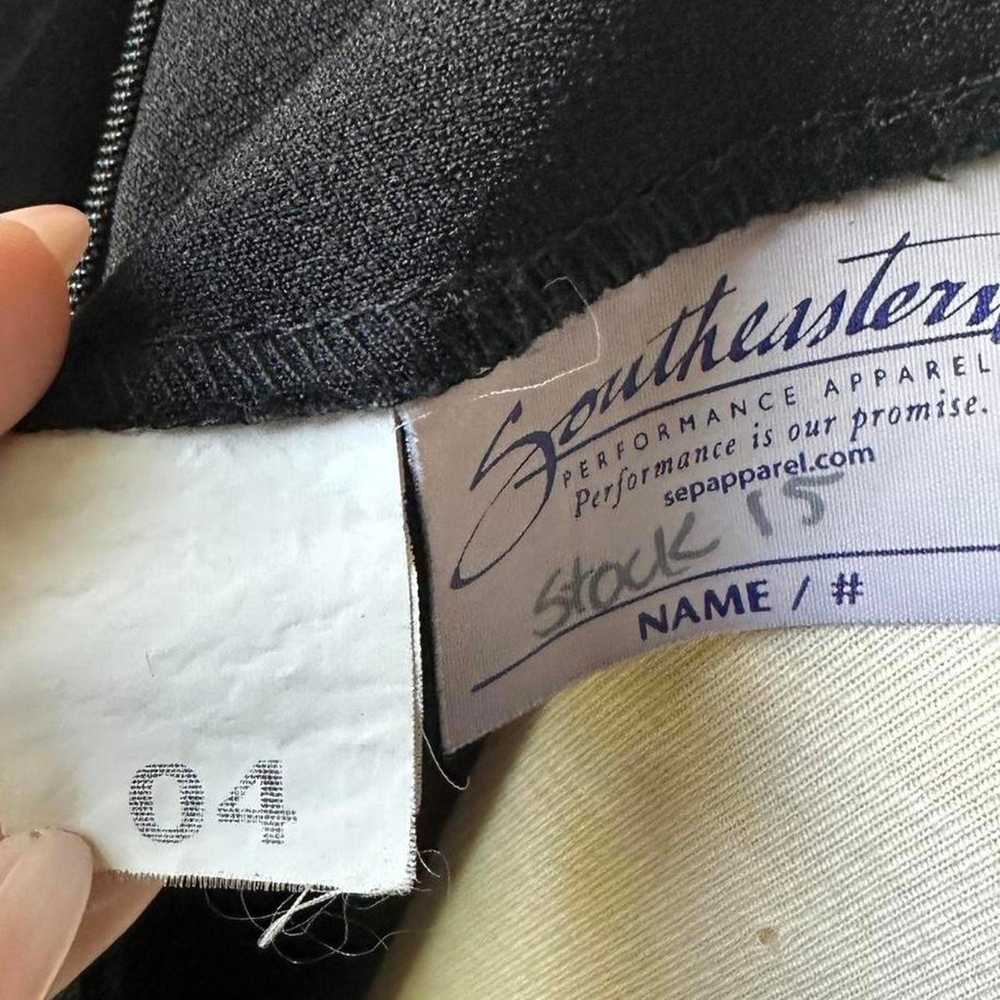 Southeastern
PERFORMANCE APPAREL
Performance is our promise.
sepapparel.com
Stock 15
NAME / #
04